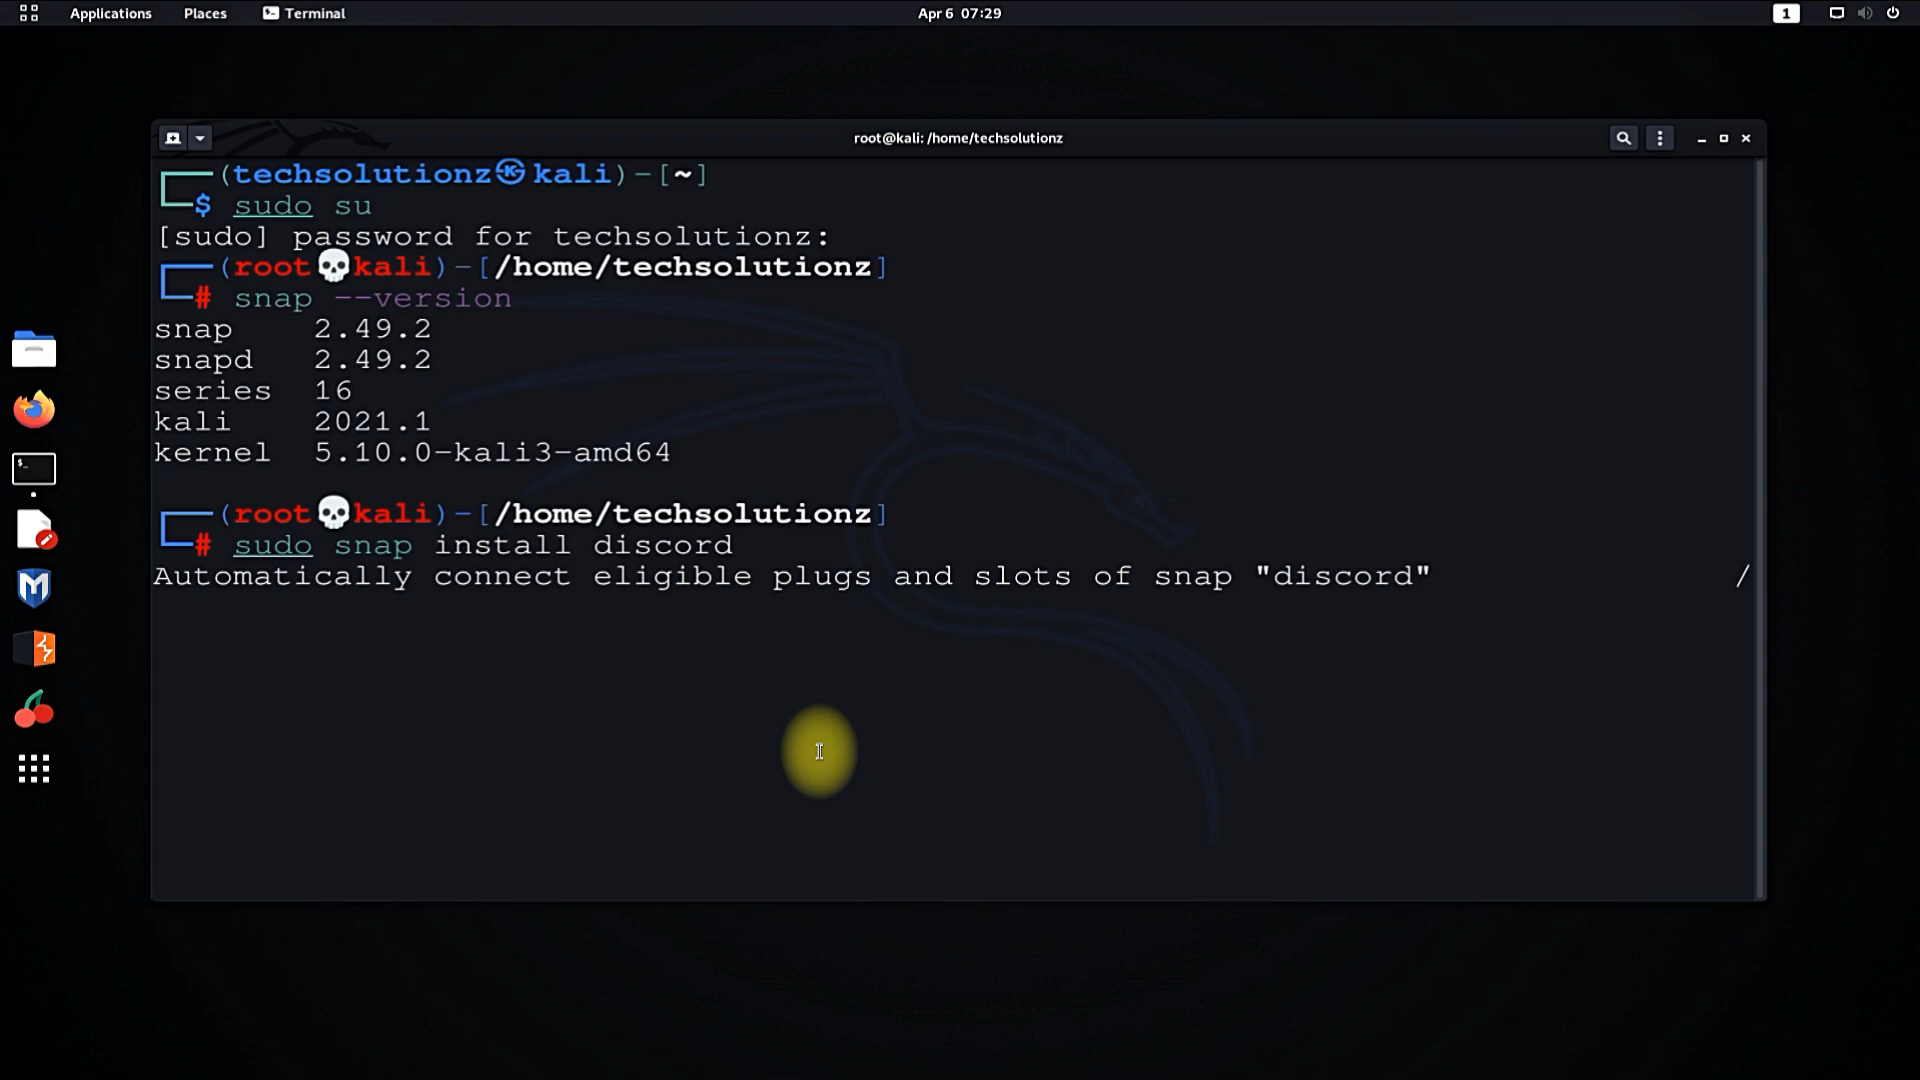 Applications Places Terminal Apr 6 07:29 1
root@kali: /home/techsolutionz
(techsolutionz㉿kali)-[~]
$ sudo su
[sudo] password for techsolutionz:
(root💀kali)-[/home/techsolutionz]
# snap --version
snap 2.49.2
snapd 2.49.2
series 16
kali 2021.1
kernel 5.10.0-kali3-amd64
(root💀kali)-[/home/techsolutionz]
# sudo snap install discord
Automatically connect eligible plugs and slots of snap "discord" /